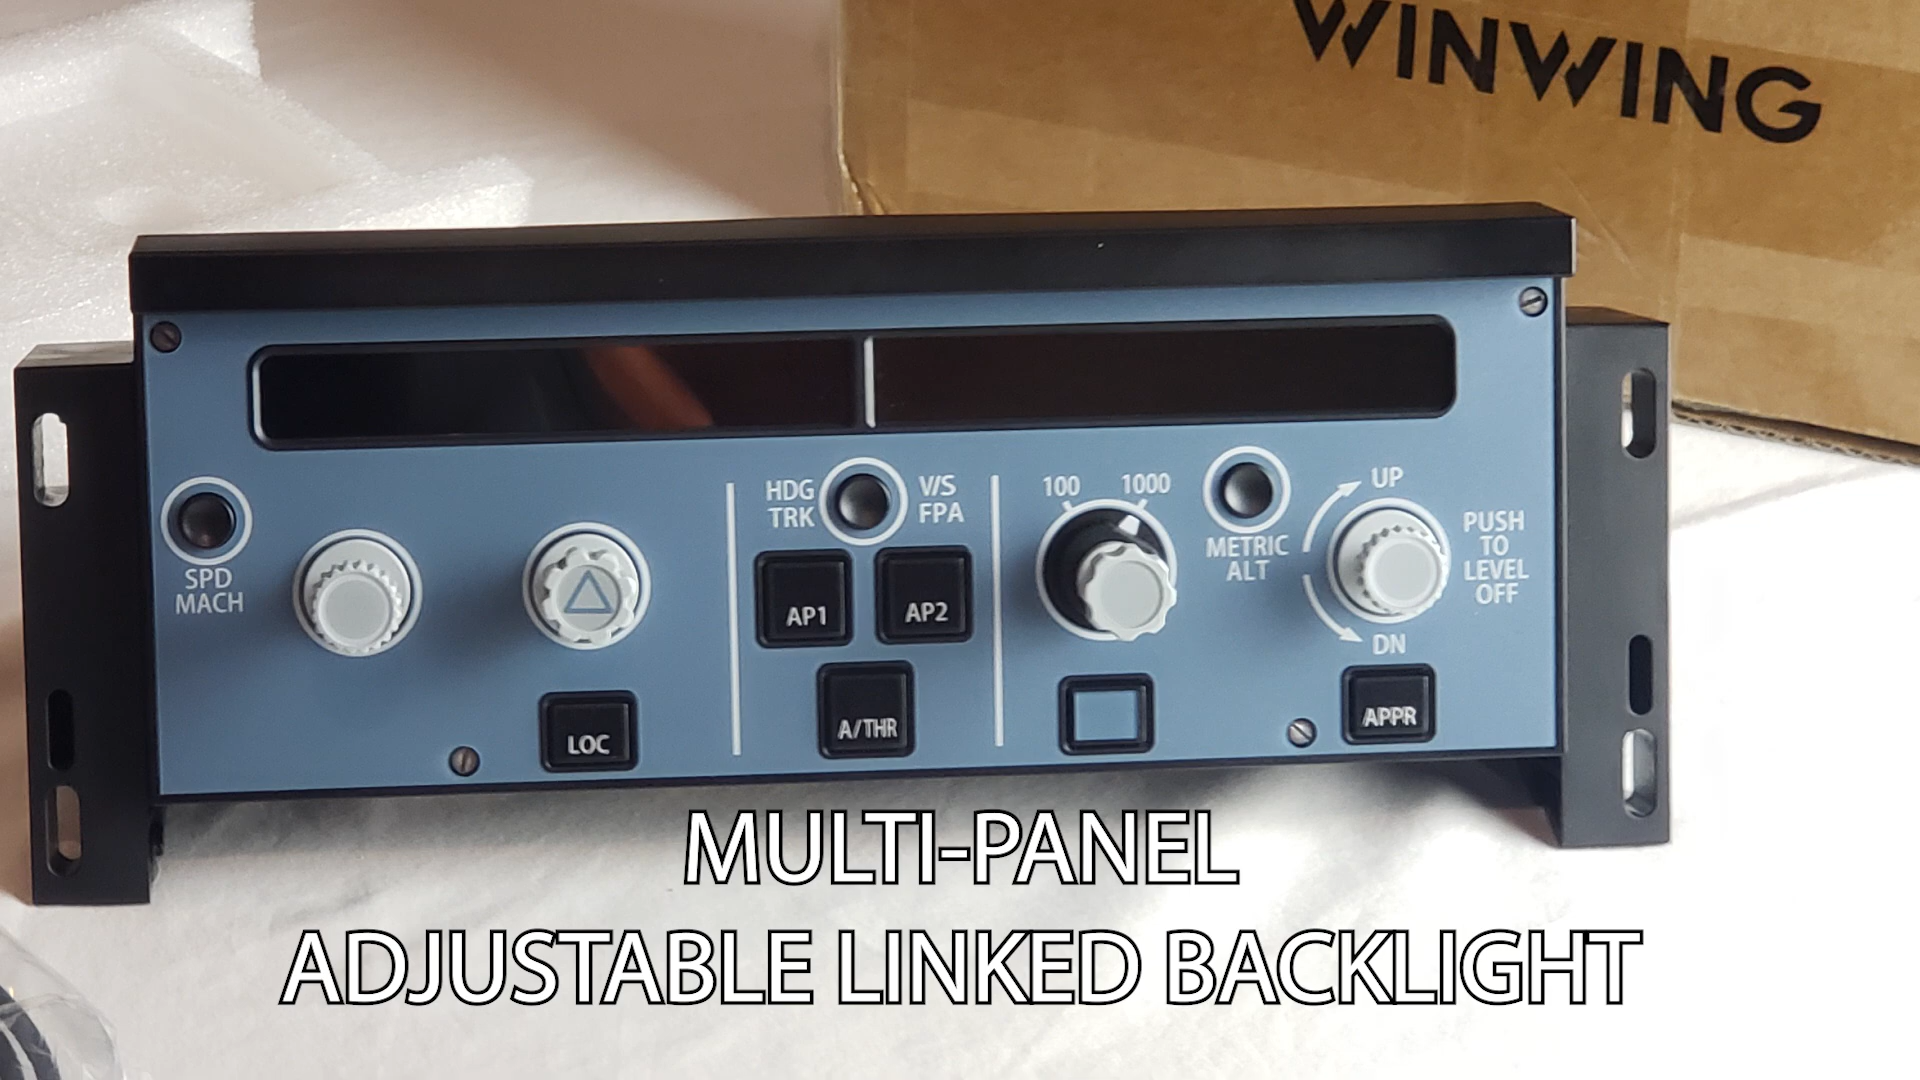 WINWING
SPD
MACH
HDG
TRK
V/S
FPA
AP1
AP2
A/THR
LOC
100
1000
METRIC
ALT
UP
DN
PUSH
TO
LEVEL
OFF
APPR
MULTI-PANEL
ADJUSTABLE LINKED BACKLIGHT